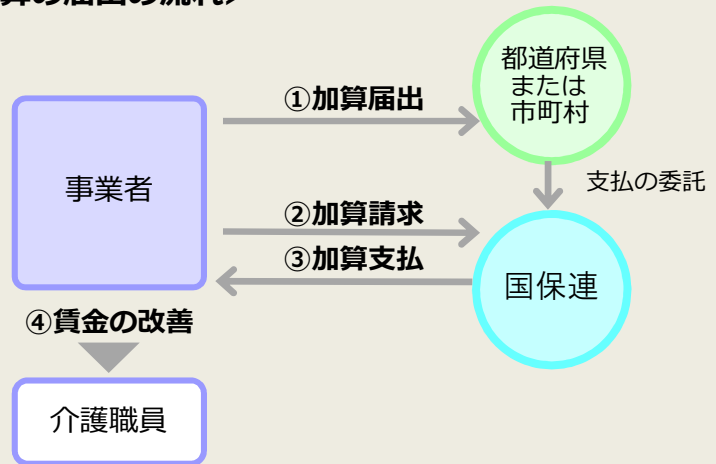 算の届出の流れ>
都道府県
または
市町村
①加算届出
事業者
支払の委託
②加算請求
③加算支払
国保連
④賃金の改善
介護職員